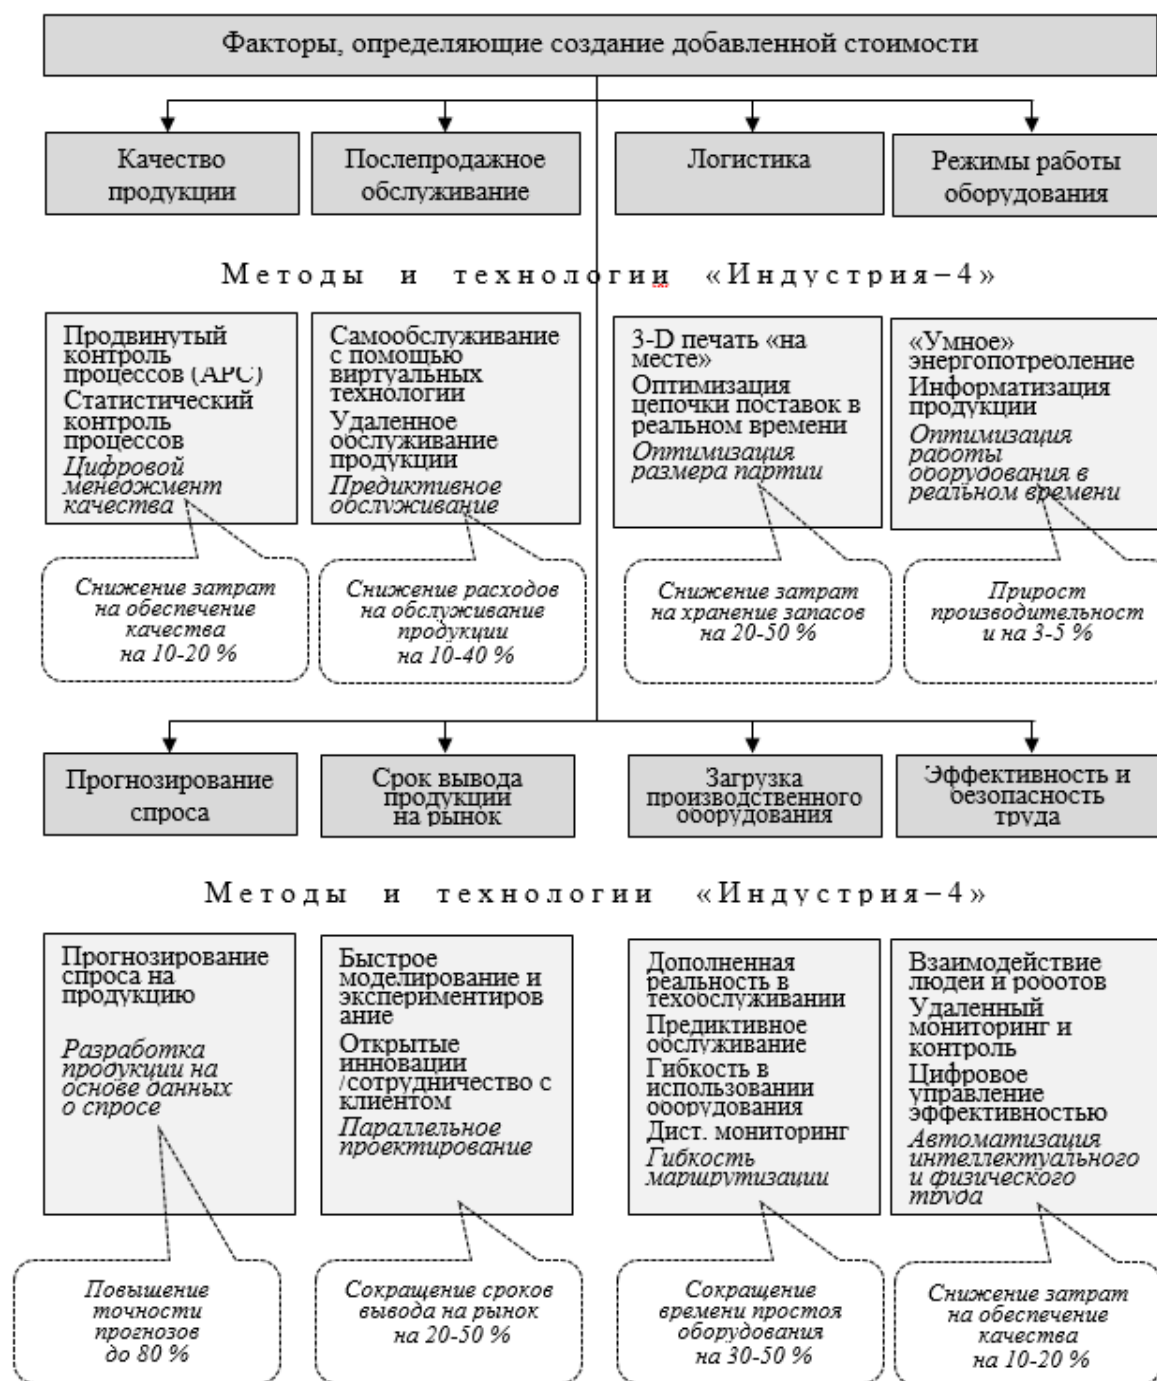 Факторы, определяющие создание добавленной стоимости
Качество
продукции
Послепродажное
обслуживание
Логистика
Режимы работы
оборудования
Методы и технологии «Индустрия–4»
Продвинутый
контроль
процессов (APC)
Статистический
контроль
процессов
Цифровой
менеджмент
качества
Самообслуживание
с помощью
виртуальных
технологии
Удаленное
обслуживание
продукции
Предиктивное
обслуживание
3-D печать «на
месте»
Оптимизация
цепочки поставок в
реальном времени
Оптимизация
размера партии
«Умное»
энергопотребление
Информатизация
продукции
Оптимизация
работы
оборудования в
реальном времени
Снижение затрат
на обеспечение
качества
на 10-20 %
Снижение расходов
на обслуживание
продукции
на 10-40 %
Снижение затрат
на хранение запасов
на 20-50 %
Прирост
производительност
и на 3-5 %
Прогнозирование
спроса
Срок вывода
продукции
на рынок
Загрузка
производственного
оборудования
Эффективность и
безопасность
труда
Методы и технологии «Индустрия–4»
Прогнозирование
спроса на
продукцию
Разработка
продукции на
основе данных
о спросе
Быстрое
моделирование и
экспериментиров
ание
Открытые
инновации
/сотрудничество с
клиентом
Параллельное
проектирование
Дополненная
реальность в
техобслуживании
Предиктивное
обслуживание
Гибкость в
использовании
оборудования
Дист. мониторинг
Гибкость
маршрутизации
Взаимодействие
людей и роботов
Удаленный
мониторинг и
контроль
Цифровое
управление
эффективностью
Автоматизация
интеллектуального
и физического
труда
Повышение
точности
прогнозов
до 80 %
Сокращение сроков
вывода на рынок
на 20-50 %
Сокращение
времени простоя
оборудования
на 30-50 %
Снижение затрат
на обеспечение
качества
на 10-20 %